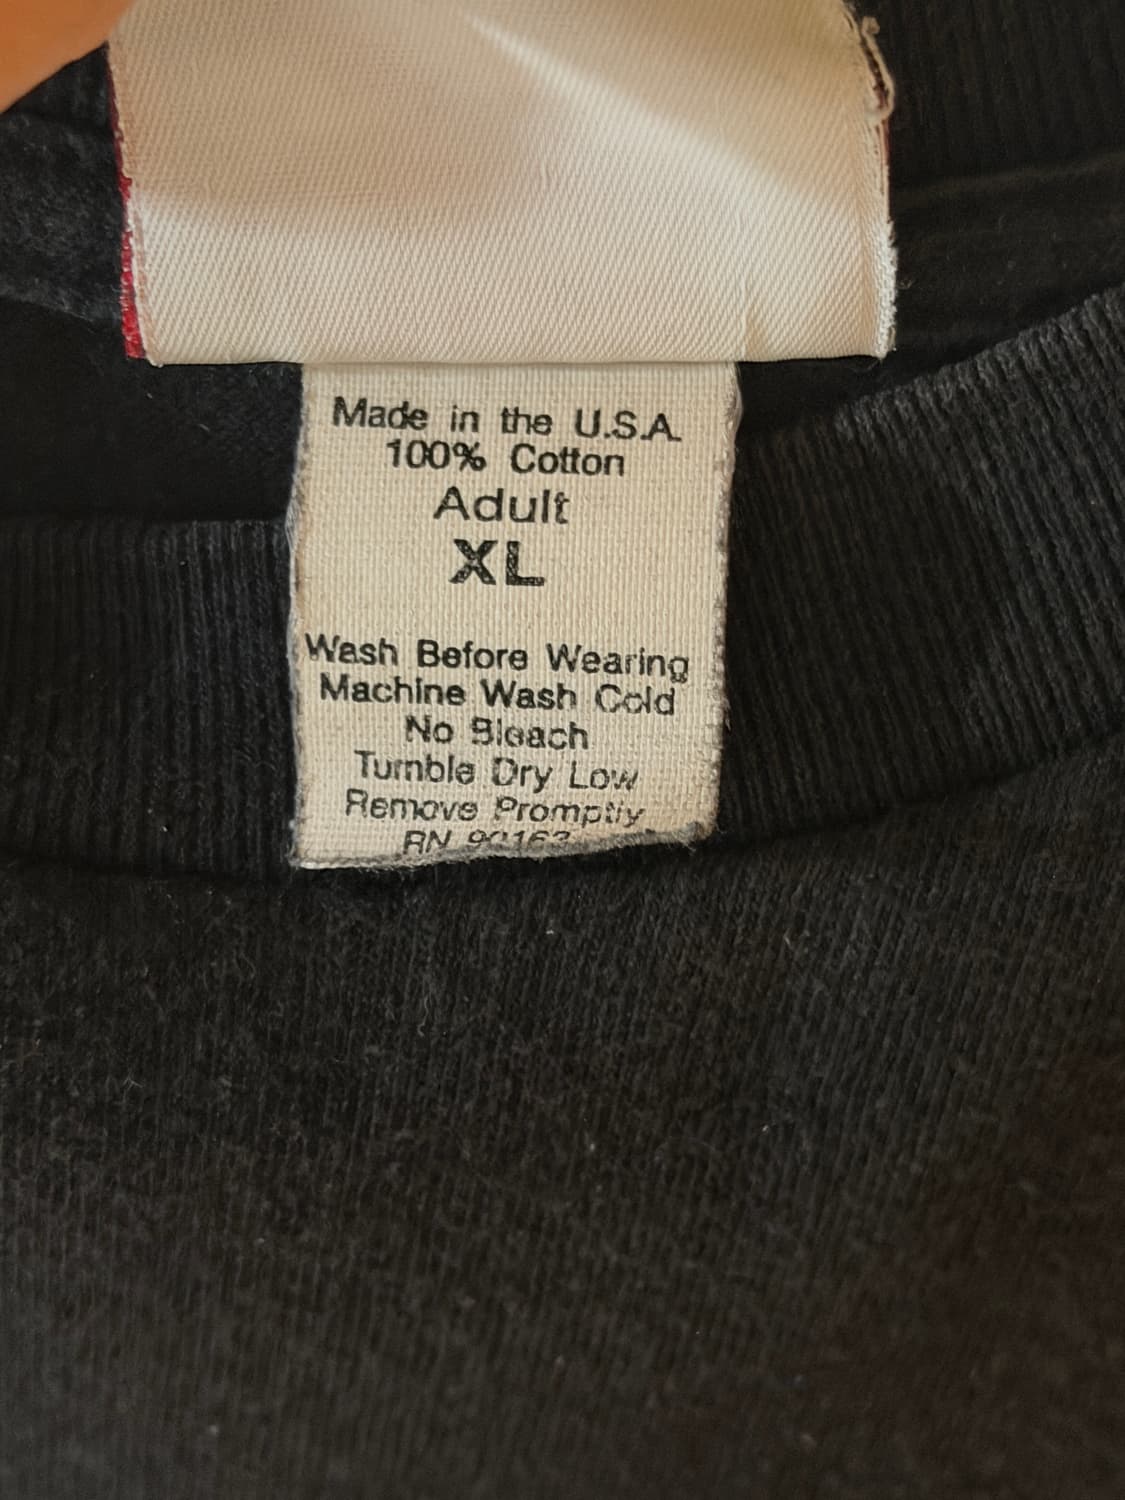 Made in the U.S.A.
100% Cotton
Adult
XL
Wash Before Wearing
Machine Wash Cold
No Bleach
Tumble Dry Low
Remove Promptly
RN